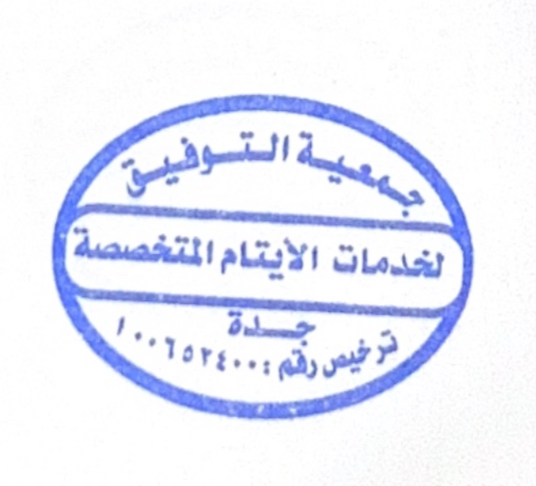 جمعية التوفيق
لخدمات الأيتام المتخصصة
جدة
ترخيص رقم : ١٠٠٦٥٢٤٠٠